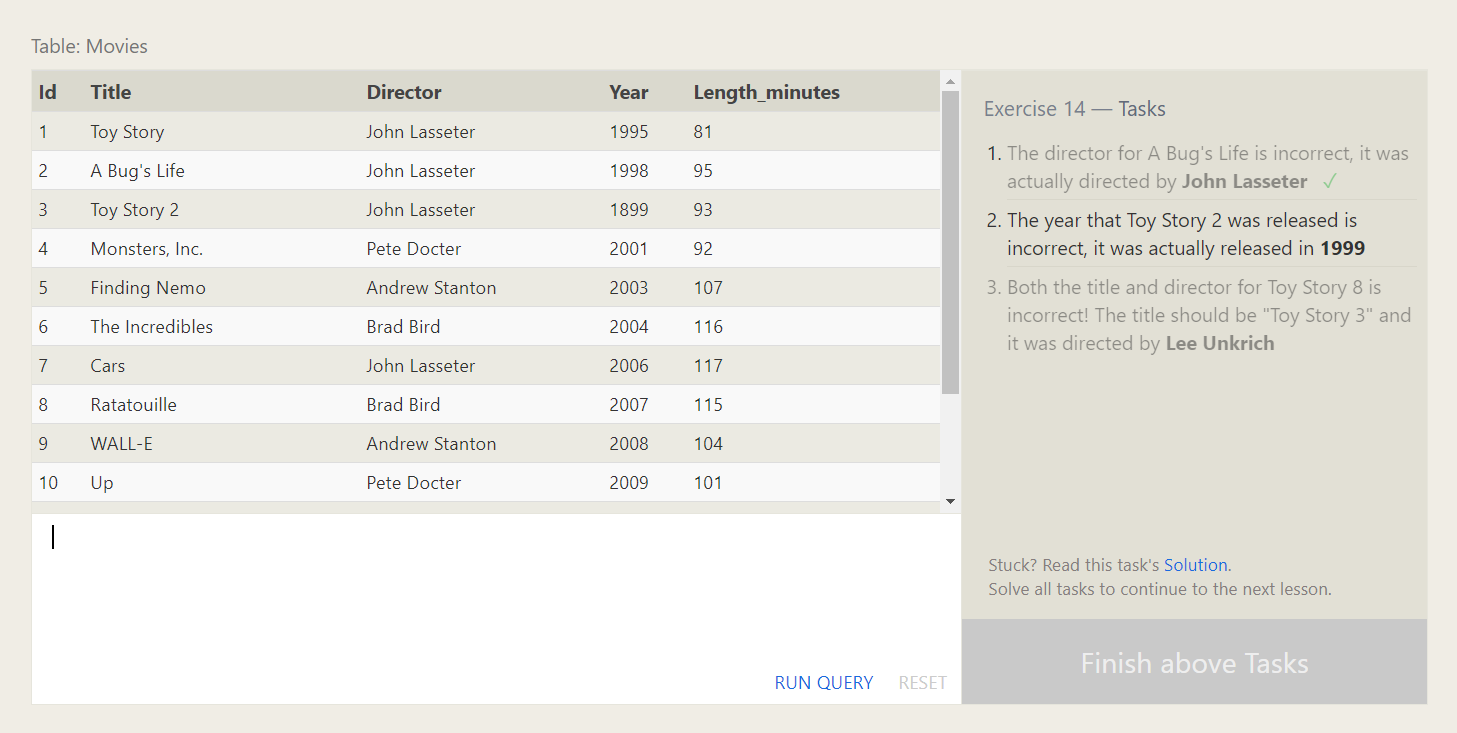 Table: Movies
Id Title Director Year Length_minutes
1 Toy Story John Lasseter 1995 81
2 A Bug's Life John Lasseter 1998 95
3 Toy Story 2 John Lasseter 1899 93
4 Monsters, Inc. Pete Docter 2001 92
5 Finding Nemo Andrew Stanton 2003 107
6 The Incredibles Brad Bird 2004 116
7 Cars John Lasseter 2006 117
8 Ratatouille Brad Bird 2007 115
9 WALL-E Andrew Stanton 2008 104
10 Up Pete Docter 2009 101
RUN QUERY RESET
Exercise 14 — Tasks
1. The director for A Bug's Life is incorrect, it was
actually directed by John Lasseter ✓
2. The year that Toy Story 2 was released is
incorrect, it was actually released in 1999
3. Both the title and director for Toy Story 8 is
incorrect! The title should be "Toy Story 3" and
it was directed by Lee Unkrich
Stuck? Read this task's Solution.
Solve all tasks to continue to the next lesson.
Finish above Tasks